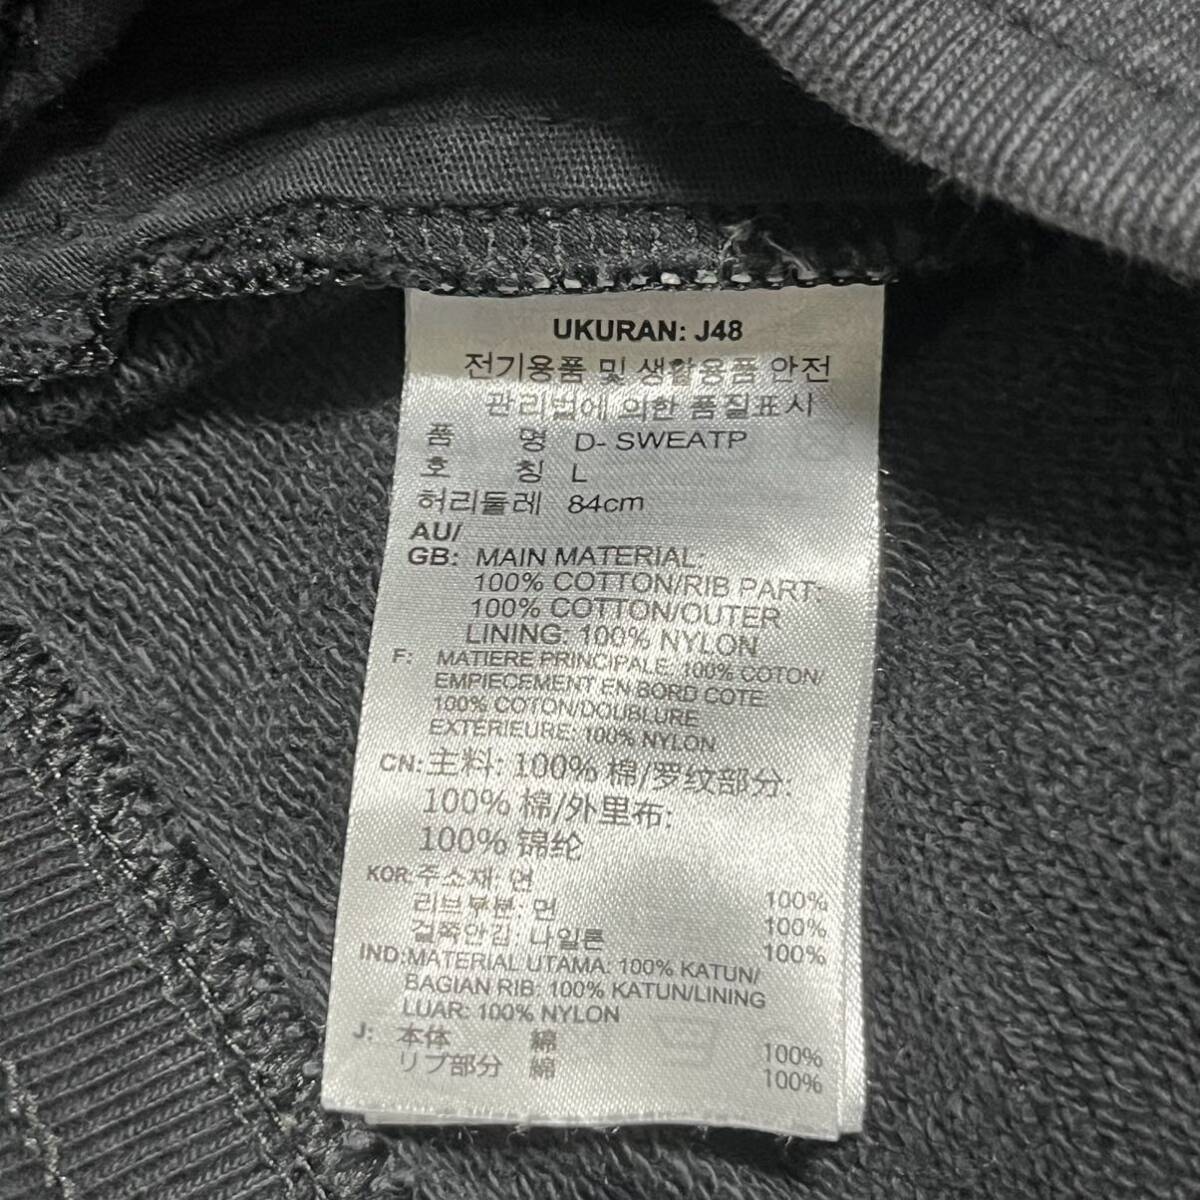 UKURAN: J48
전기용품 및 생활용품 안전
관리법에 의한 품질표시
품 명 D- SWEATP
호 칭 L
허리둘레 84cm
AU/
GB: MAIN MATERIAL:
100% COTTON/RIB PART:
100% COTTON/OUTER
LINING: 100% NYLON
F: MATIERE PRINCIPALE: 100% COTON/
EMPIECEMENT EN BORD COTE
100% COTON/DOUBLURE
EXTERIEURE: 100% NYLON
CN: 主料: 100% 棉/罗纹部分:
100% 棉/外里布:
100% 锦纶
KOR: 주소재: 면 100%
리브부분: 면 100%
겉쪽안감: 나일론 100%
IND: MATERIAL UTAMA: 100% KATUN/
BAGIAN RIB: 100% KATUN/LINING
LUAR: 100% NYLON
J: 本体 綿 100%
リブ部分 綿 100%